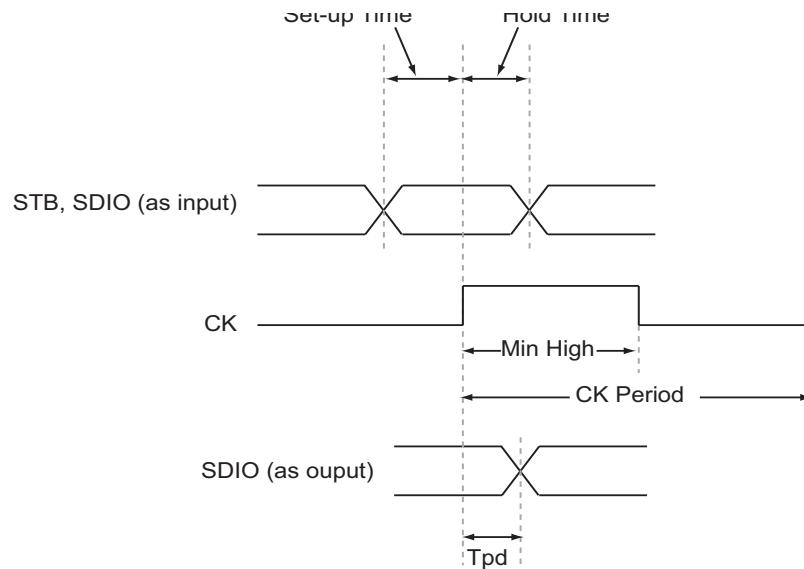 Set-up Time
Hold Time
STB, SDIO (as input)
CK
Min High
CK Period
SDIO (as ouput)
Tpd